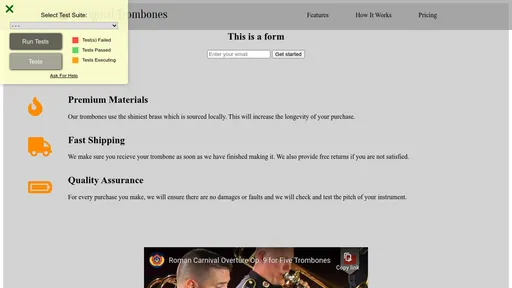 Select Test Suite:
- - -
Run Tests
Tests
Test(s) Failed
Tests Passed
Tests Executing
Ask For Help
Trombones
Features
How It Works
Pricing
This is a form
Enter your email
Get started
Premium Materials
Our trombones use the shiniest brass which is sourced locally. This will increase the longevity of your purchase.
Fast Shipping
We make sure you recieve your trombone as soon as we have finished making it. We also provide free returns if you are not satisfied.
Quality Assurance
For every purchase you make, we will ensure there are no damages or faults and we will check and test the pitch of your instrument.
Roman Carnival Overture Op. 9 for Five Trombones
Copy link